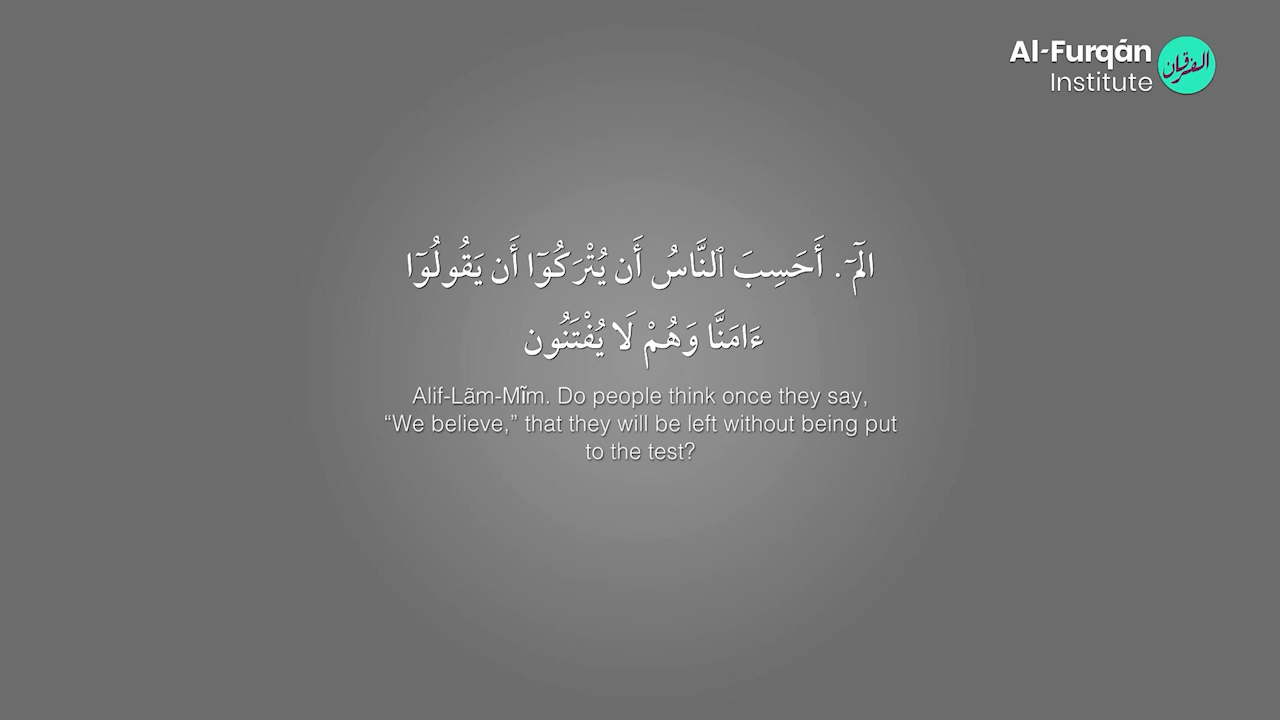 Al-Furqán
Institute
الفرقان
الٓمٓ . أَحَسِبَ ٱلنَّاسُ أَن يُتْرَكُوٓا أَن يَقُولُوٓا
ءَامَنَّا وَهُمْ لَا يُفْتَنُون
Alif-Lãm-Mĩm. Do people think once they say,
“We believe,” that they will be left without being put
to the test?